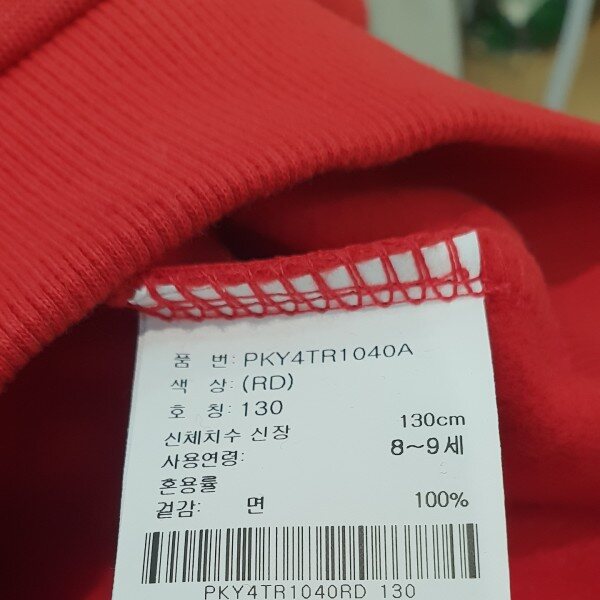 품 번: PKY4TR1040A
색 상: (RD)
호 칭: 130
신체치수 신장 130cm
사용연령: 8~9세
혼용률
겉감: 면 100%
PKY4TR1040RD 130